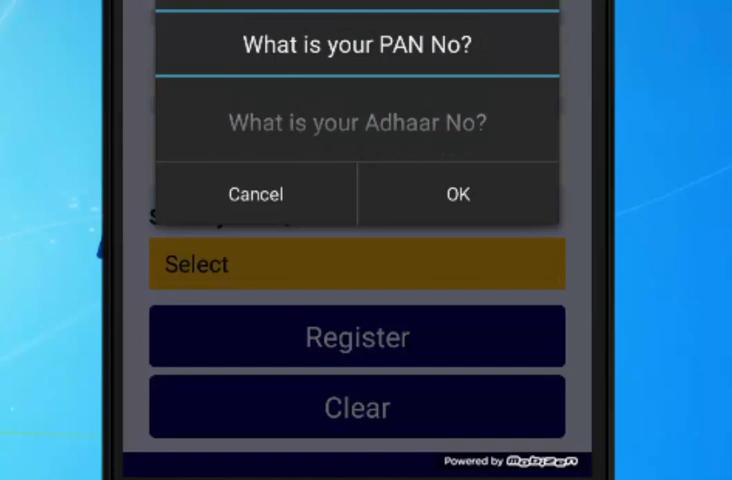 What is your PAN No?
What is your Adhaar No?
Cancel
OK
Select
Register
Clear
Powered by mobizen